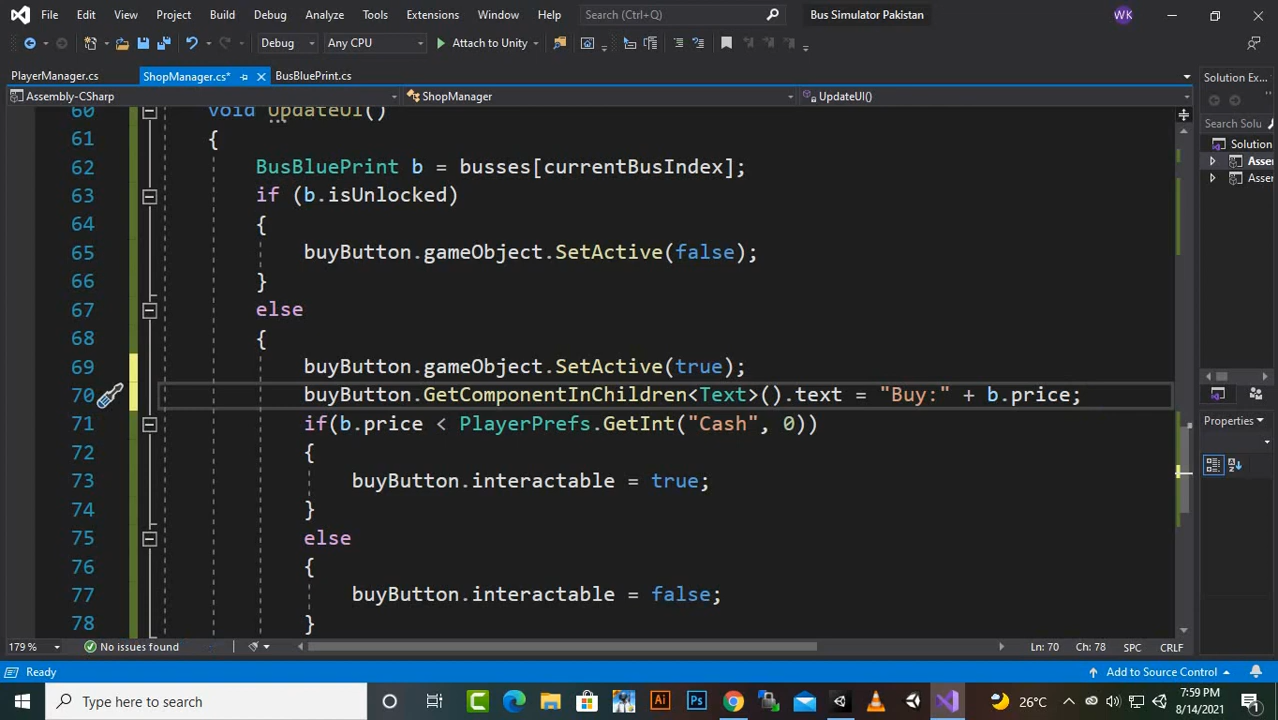 File Edit View Project Build Debug Analyze Tools Extensions Window Help Search (Ctrl+Q) Bus Simulator Pakistan WK
Debug Any CPU Attach to Unity
PlayerManager.cs ShopManager.cs* BusBluePrint.cs Solution Ex...
Assembly-CSharp ShopManager UpdateUI()
60 void UpdateUI()
61 {
62 BusBluePrint b = busses[currentBusIndex];
63 if (b.isUnlocked)
64 {
65 buyButton.gameObject.SetActive(false);
66 }
67 else
68 {
69 buyButton.gameObject.SetActive(true);
70 buyButton.GetComponentInChildren<Text>().text = "Buy:" + b.price;
71 if(b.price < PlayerPrefs.GetInt("Cash", 0))
72 {
73 buyButton.interactable = true;
74 }
75 else
76 {
77 buyButton.interactable = false;
78 }
Search Solu
Solution
Asse
Asser
Properties
179 % No issues found Ln: 70 Ch: 78 SPC CRLF
Ready Add to Source Control
Type here to search 26°C 7:59 PM
8/14/2021